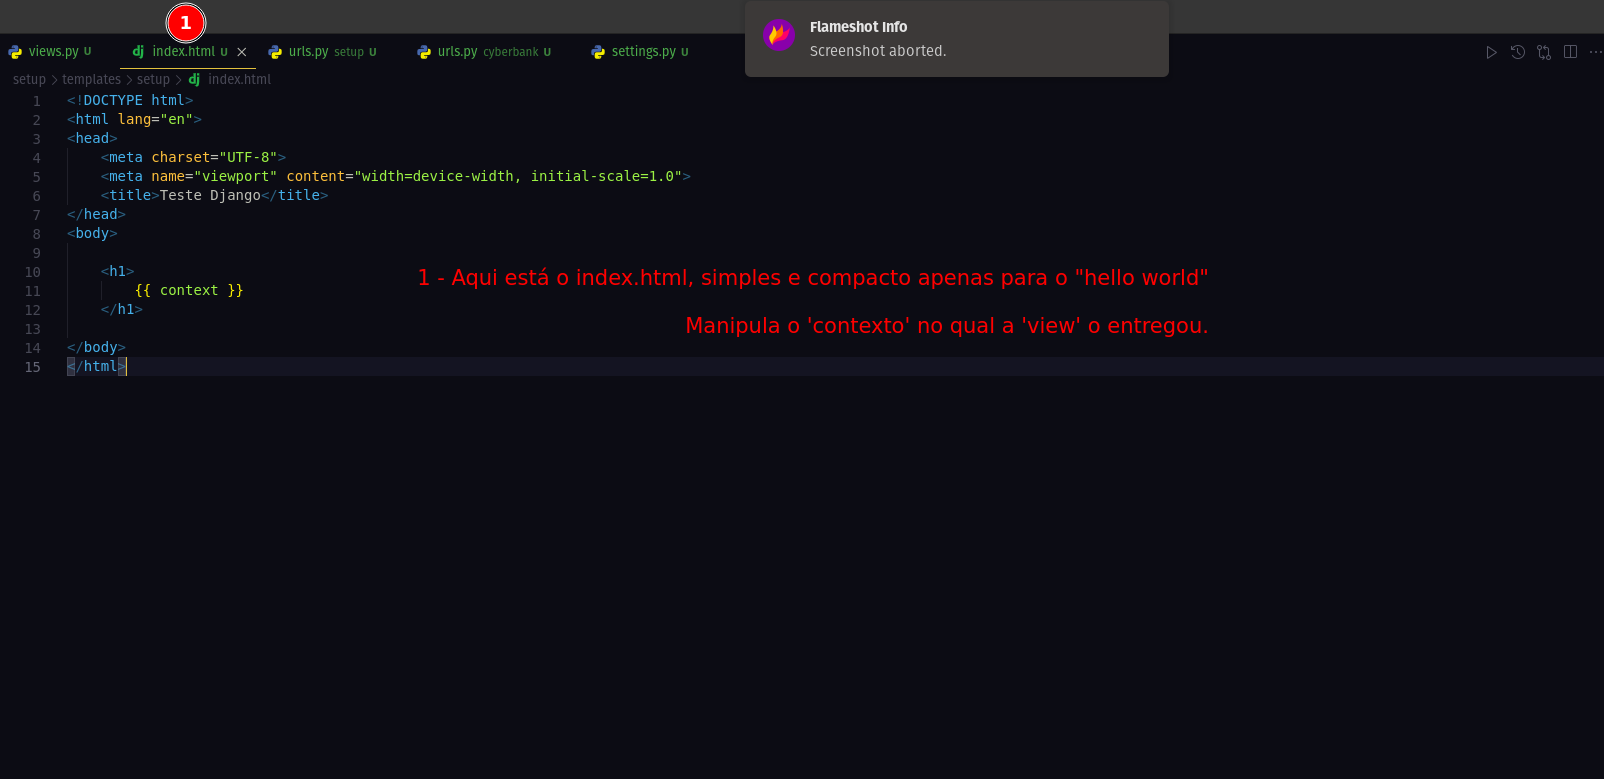 1
Flameshot Info
Screenshot aborted.
views.py U
index.html U
urls.py setup U
urls.py cyberbank U
settings.py U
setup > templates > setup > index.html
1 <!DOCTYPE html>
2 <html lang="en">
3 <head>
4 <meta charset="UTF-8">
5 <meta name="viewport" content="width=device-width, initial-scale=1.0">
6 <title>Teste Django</title>
7 </head>
8 <body>
9
10 <h1>
11 {{ context }}
12 </h1>
13
14 </body>
15 </html>
1 - Aqui está o index.html, simples e compacto apenas para o "hello world"
Manipula o 'contexto' no qual a 'view' o entregou.